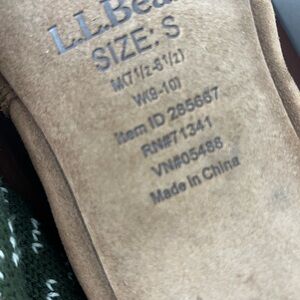 L.L.Bean
SIZE: S
M(7 1/2-8 1/2)
W(9-10)
Item ID 285667
RN#71341
VN#05486
Made in China